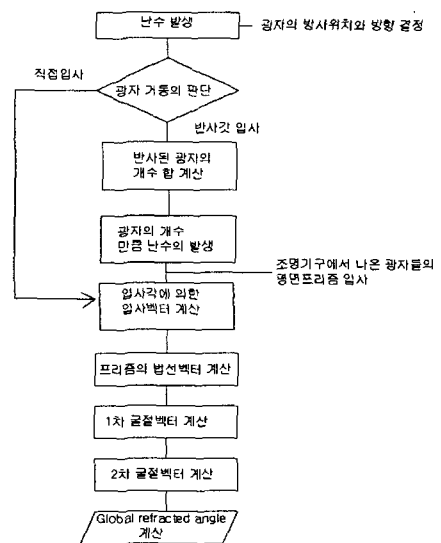 난수 발생
광자의 방사위치와 방향 결정
직접입사
광자 거동의 판단
반사갓 입사
반사된 광자의
개수 합 계산
광자의 개수
만큼 난수의 발생
조명기구에서 나온 광자들의
평면프리즘 입사
입사각에 의한
입사벡터 계산
프리즘의 법선벡터 계산
1차 굴절벡터 계산
2차 굴절벡터 계산
Global refracted angle
계산